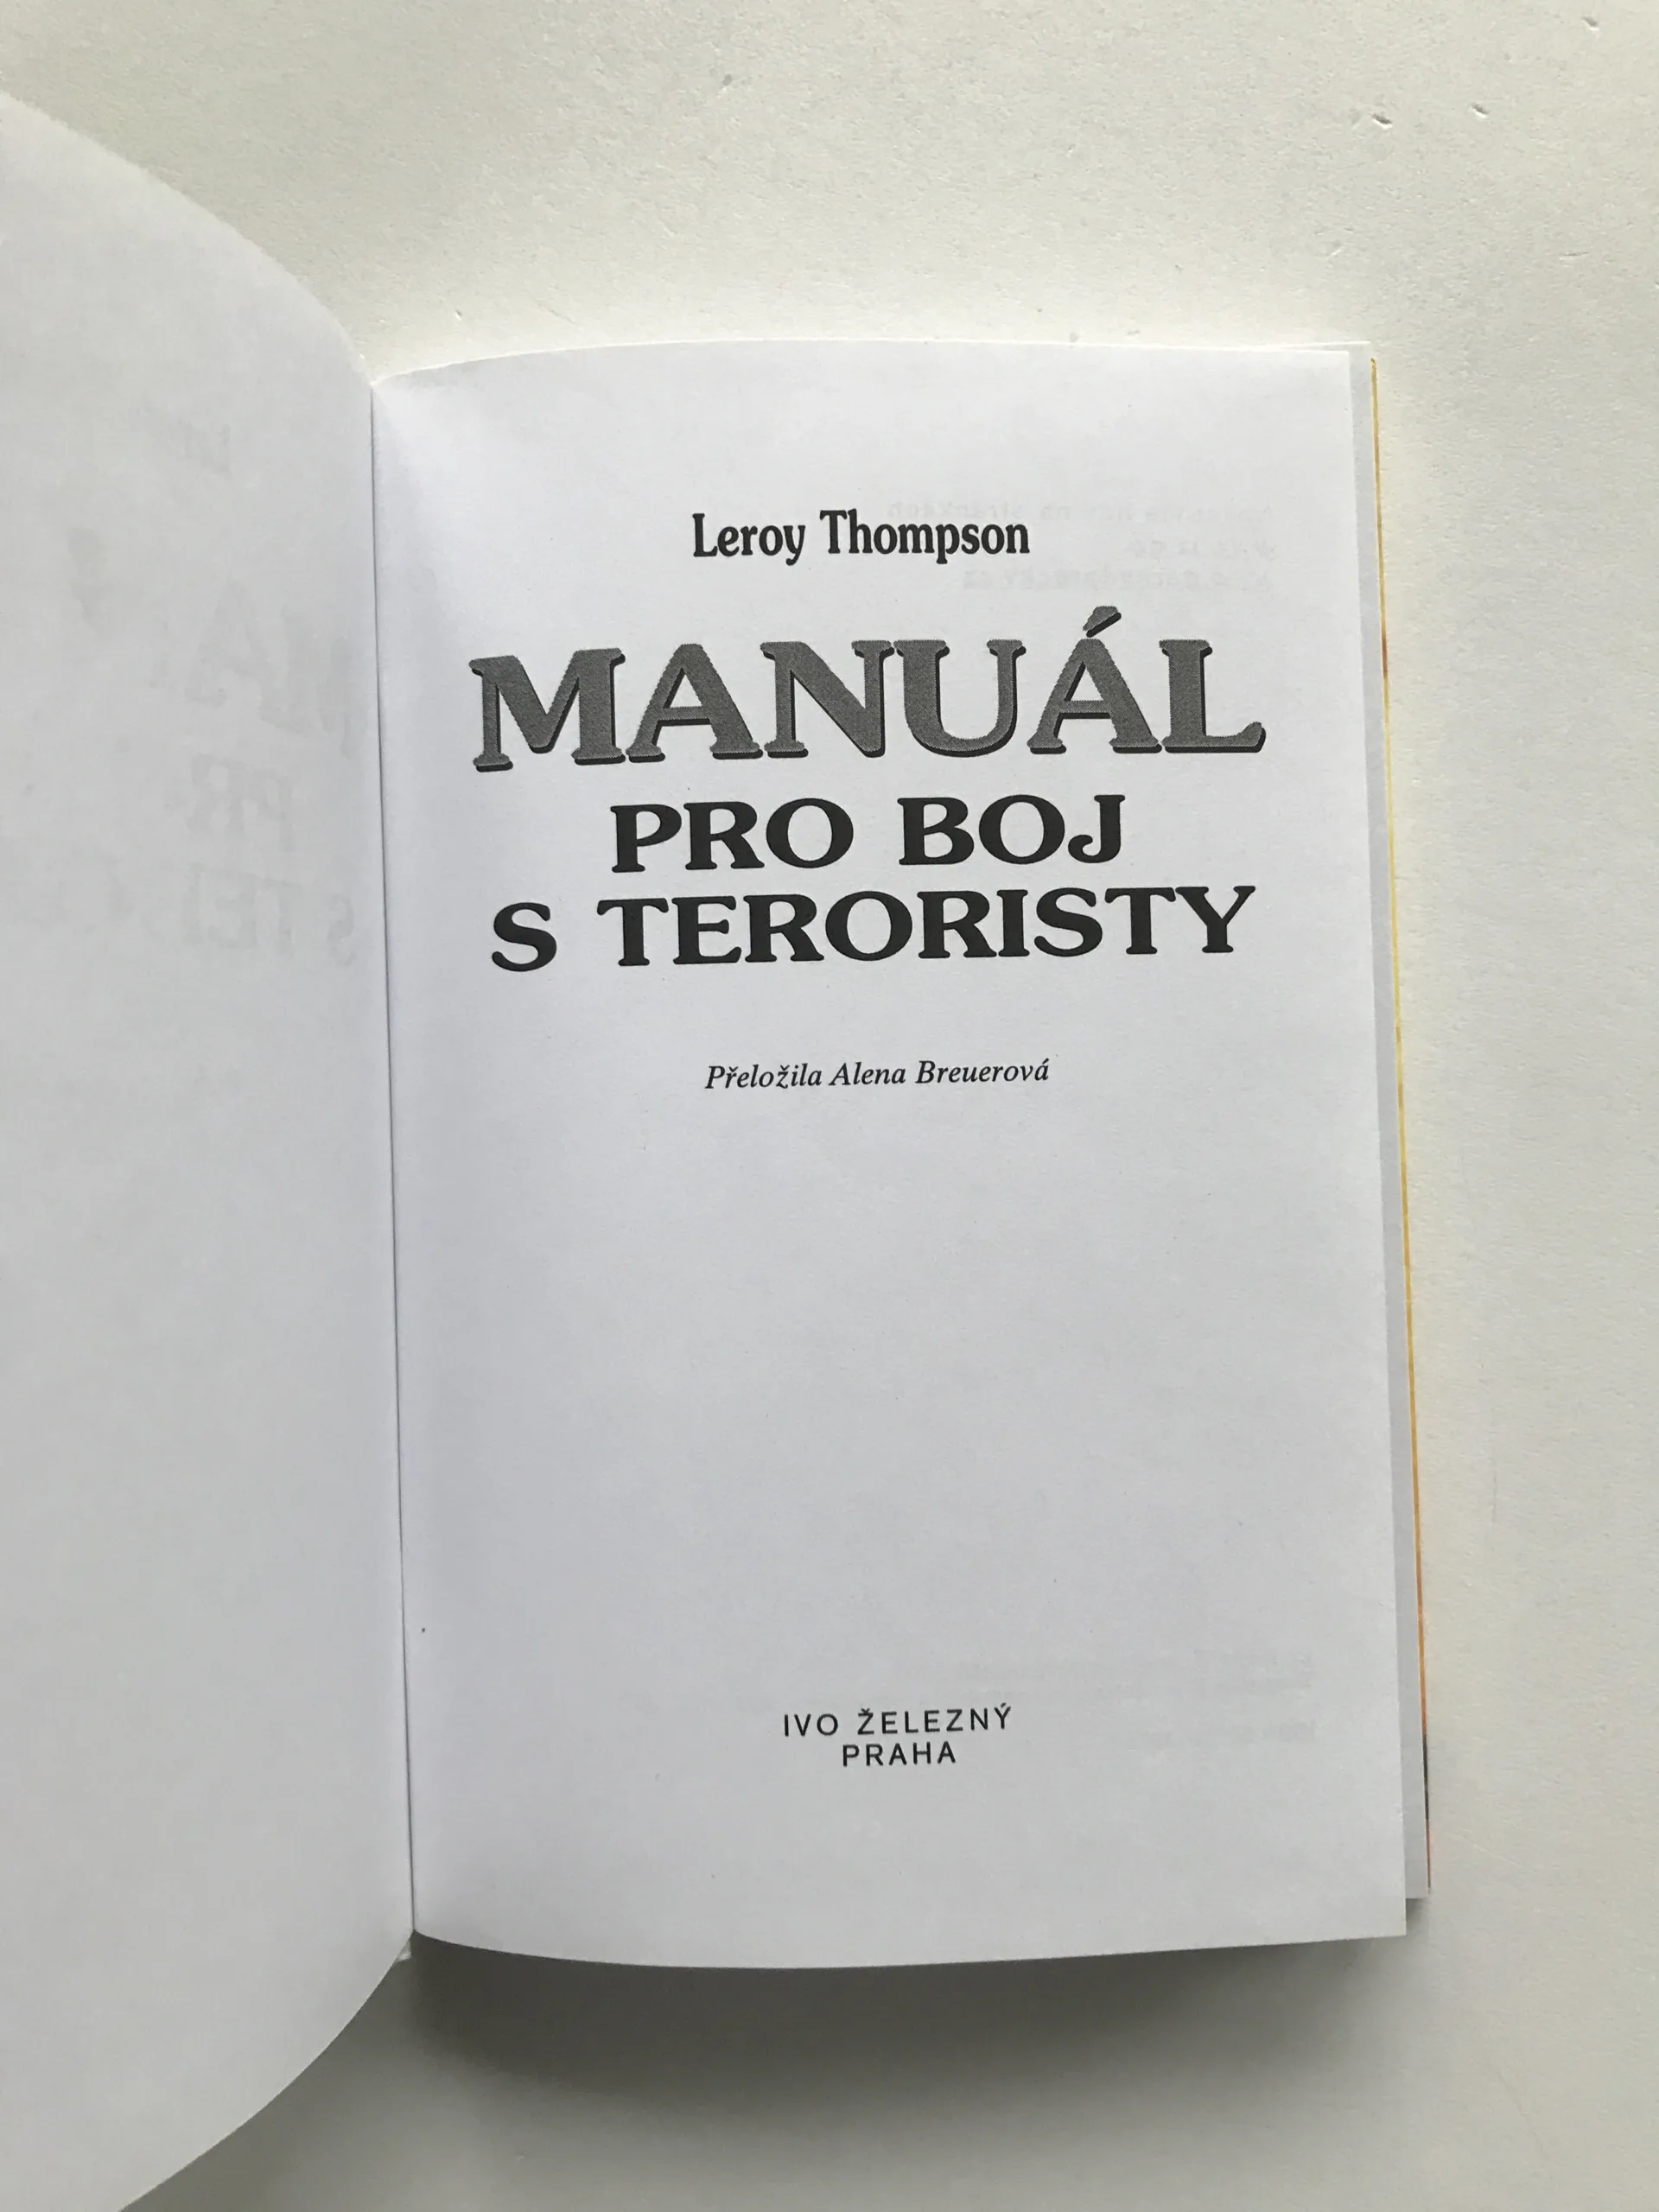 Leroy Thompson
MANUÁL
PRO BOJ
S TERORISTY
Přeložila Alena Breuerová
IVO ŽELEZNÝ
PRAHA